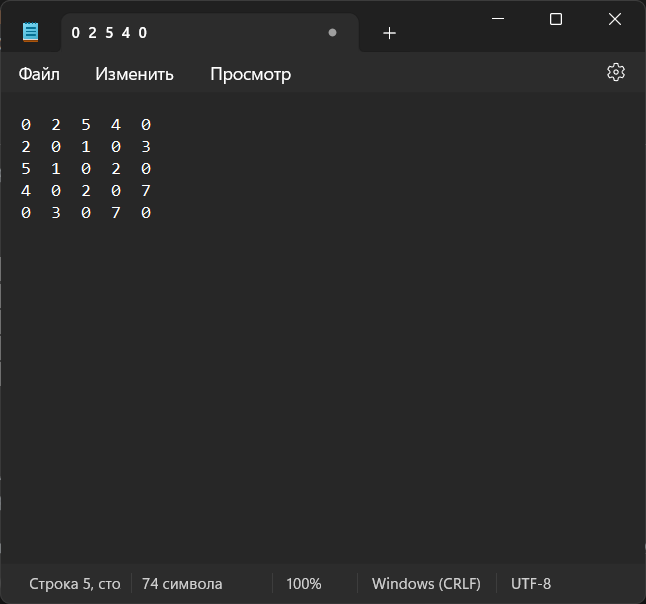 0 2 5 4 0
Файл Изменить Просмотр
0 2 5 4 0
2 0 1 0 3
5 1 0 2 0
4 0 2 0 7
0 3 0 7 0
Строка 5, сто 74 символа 100% Windows (CRLF) UTF-8